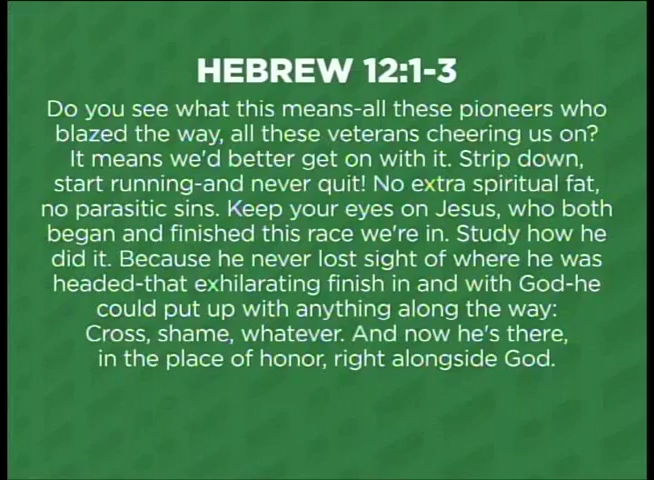 HEBREW 12:1-3
Do you see what this means-all these pioneers who
blazed the way, all these veterans cheering us on?
It means we'd better get on with it. Strip down,
start running-and never quit! No extra spiritual fat,
no parasitic sins. Keep your eyes on Jesus, who both
began and finished this race we're in. Study how he
did it. Because he never lost sight of where he was
headed-that exhilarating finish in and with God-he
could put up with anything along the way:
Cross, shame, whatever. And now he's there,
in the place of honor, right alongside God.